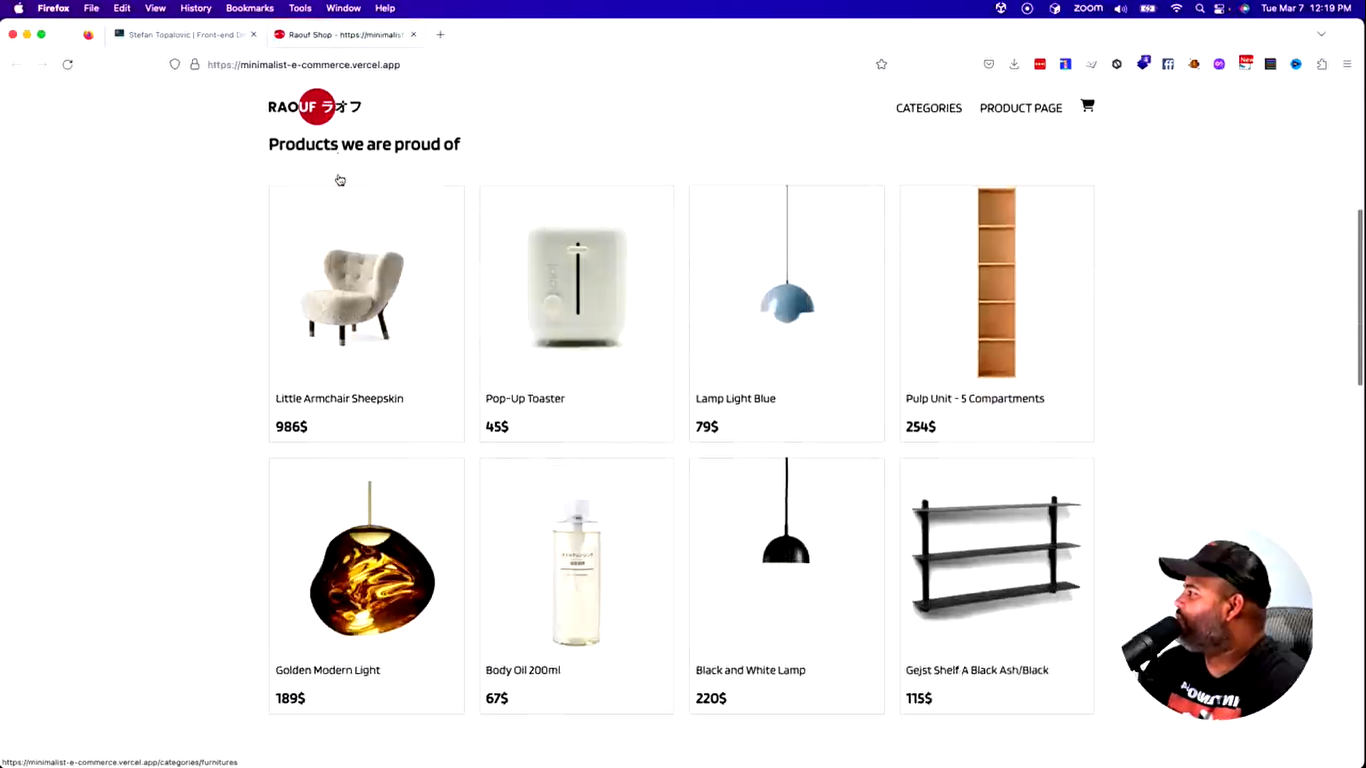 Firefox File Edit View History Bookmarks Tools Window Help zoom Tue Mar 7 12:19 PM
Stefan Topalovic | Front-end D
Raouf Shop - https://minimalist
https://minimalist-e-commerce.vercel.app
New
RAOUF ラオフ
CATEGORIES PRODUCT PAGE
Products we are proud of
Little Armchair Sheepskin
986$
Pop-Up Toaster
45$
Lamp Light Blue
79$
Pulp Unit - 5 Compartments
254$
Golden Modern Light
189$
Body Oil 200ml
67$
Black and White Lamp
220$
Gejst Shelf A Black Ash/Black
115$
https://minimalist-e-commerce.vercel.app/categories/furnitures